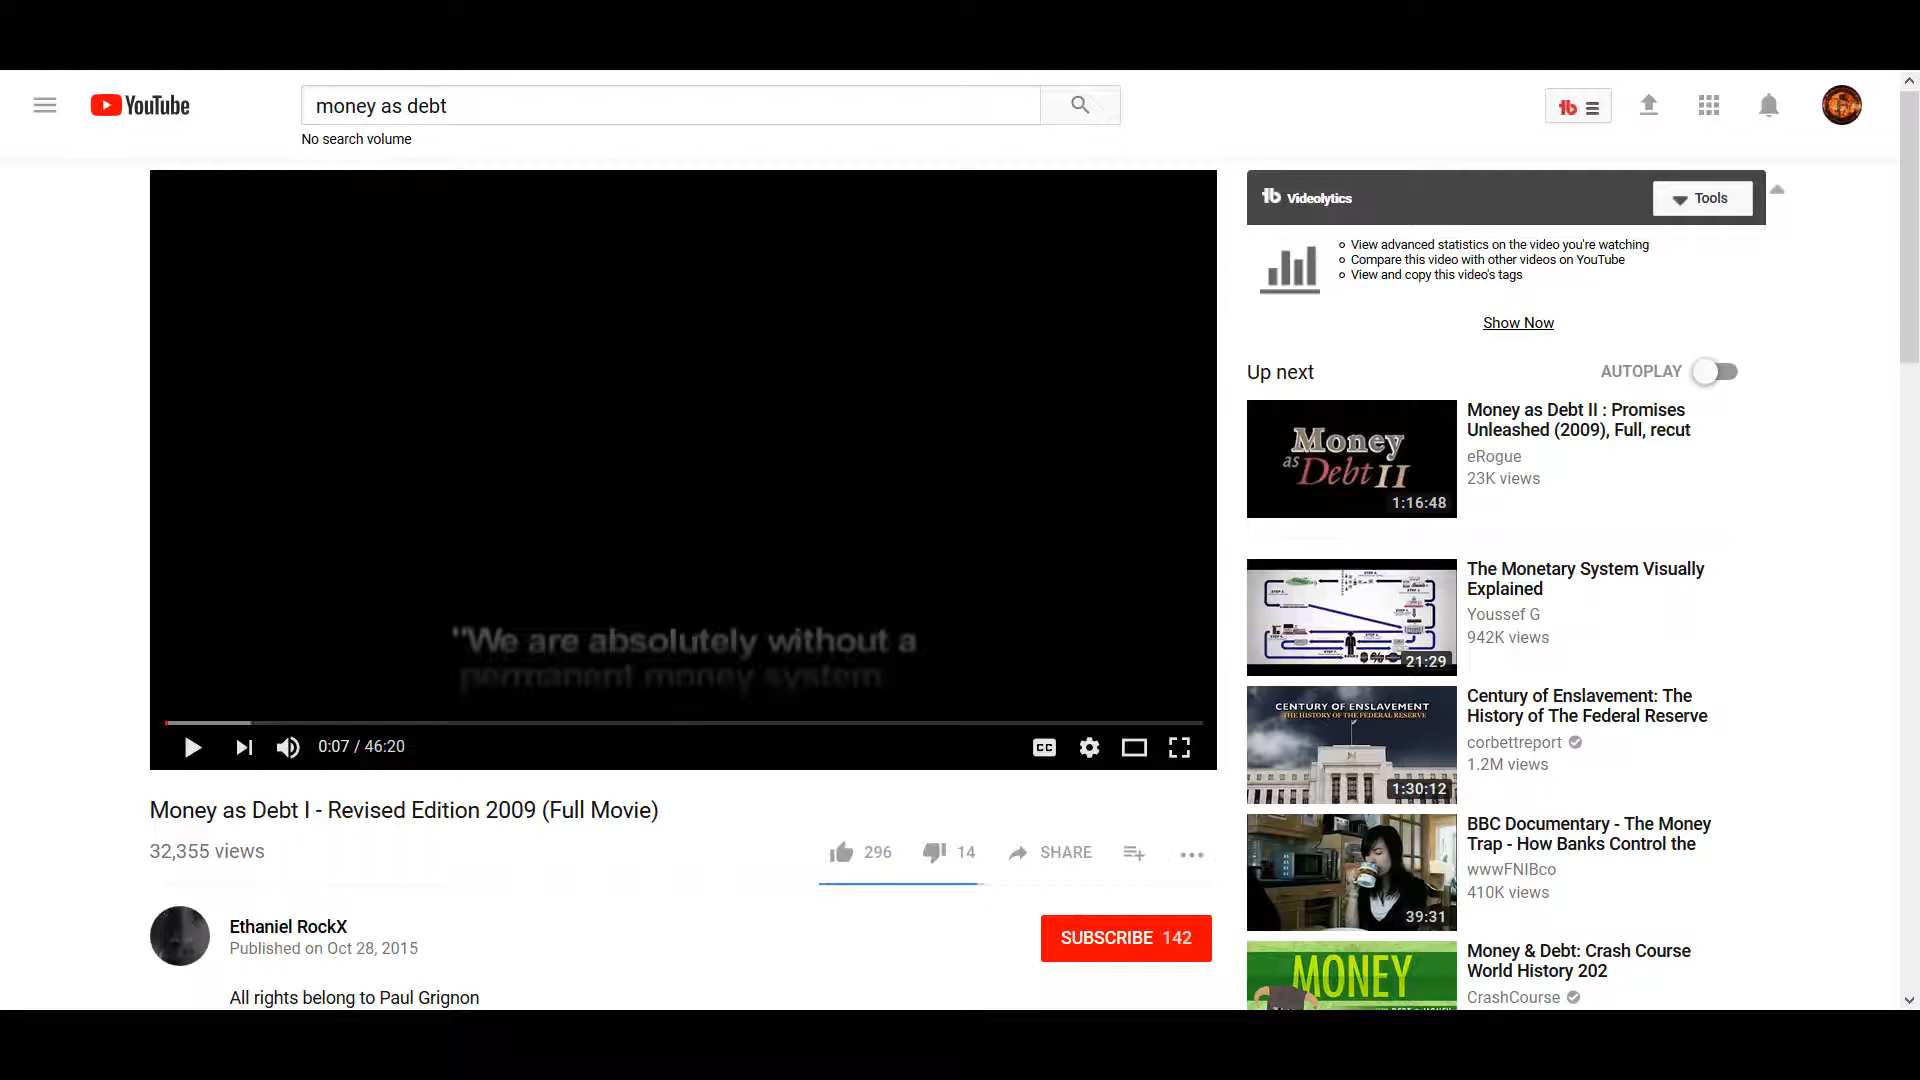 YouTube
money as debt
No search volume
"We are absolutely without a
permanent money system
0:07 / 46:20
CC
Money as Debt I - Revised Edition 2009 (Full Movie)
32,355 views
296
14
SHARE
Ethaniel RockX
Published on Oct 28, 2015
SUBSCRIBE 142
All rights belong to Paul Grignon
tb Videolytics
Tools
View advanced statistics on the video you're watching
Compare this video with other videos on YouTube
View and copy this video's tags
Show Now
Up next
AUTOPLAY
Money as Debt II
1:16:48
Money as Debt II : Promises
Unleashed (2009), Full, recut
eRogue
23K views
21:29
The Monetary System Visually
Explained
Youssef G
942K views
CENTURY OF ENSLAVEMENT
THE HISTORY OF THE FEDERAL RESERVE
1:30:12
Century of Enslavement: The
History of The Federal Reserve
corbettreport
1.2M views
39:31
BBC Documentary - The Money
Trap - How Banks Control the
wwwFNIBco
410K views
MONEY
Money & Debt: Crash Course
World History 202
CrashCourse